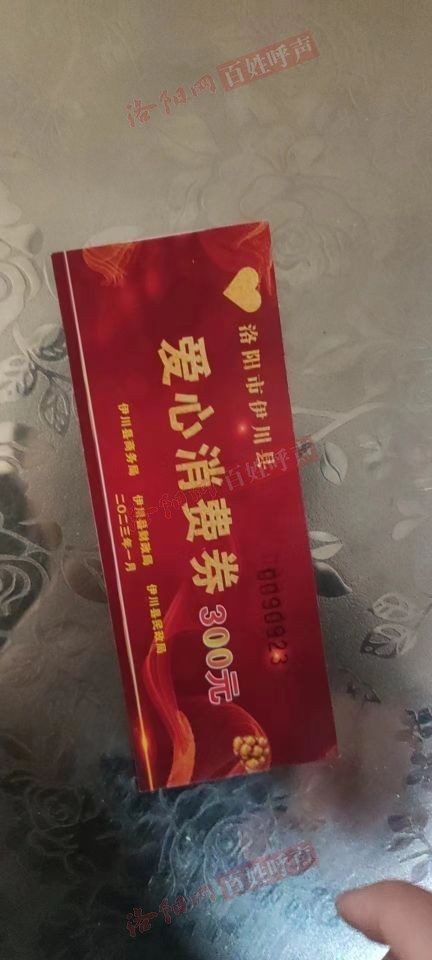 洛阳网 百姓呼声
洛阳市伊川县
爱心消费券300元
0090923
伊川县商务局 伊川县财政局 伊川县民政局
二〇二三年一月
洛阳网 百姓呼声
洛阳网 百姓呼声